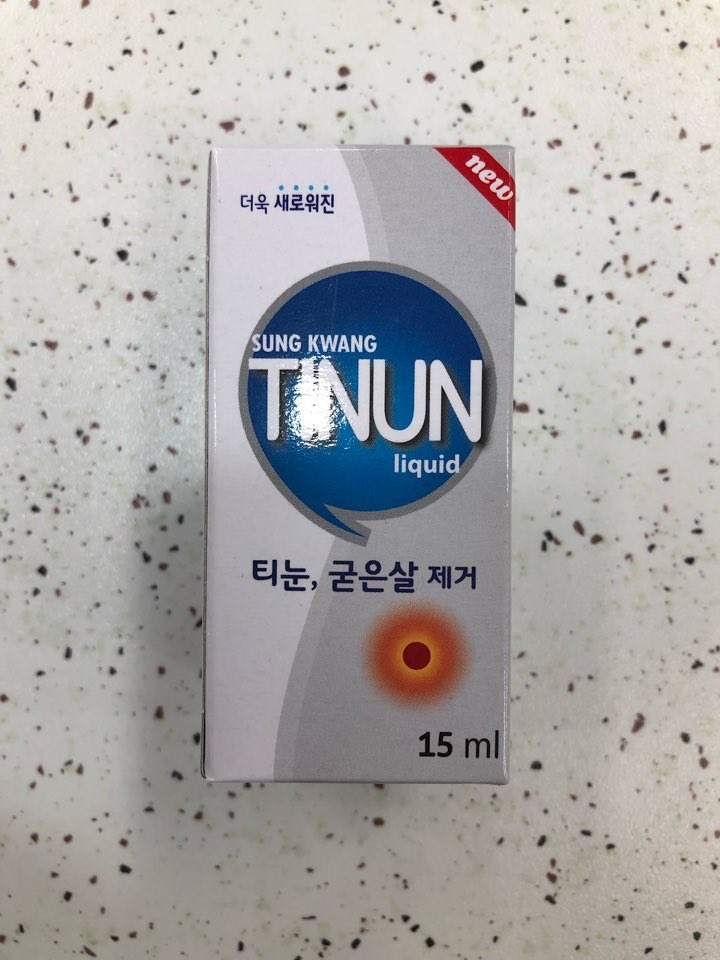 new
더욱 새로워진
SUNG KWANG
TINUN
liquid
티눈, 굳은살 제거
15 ml